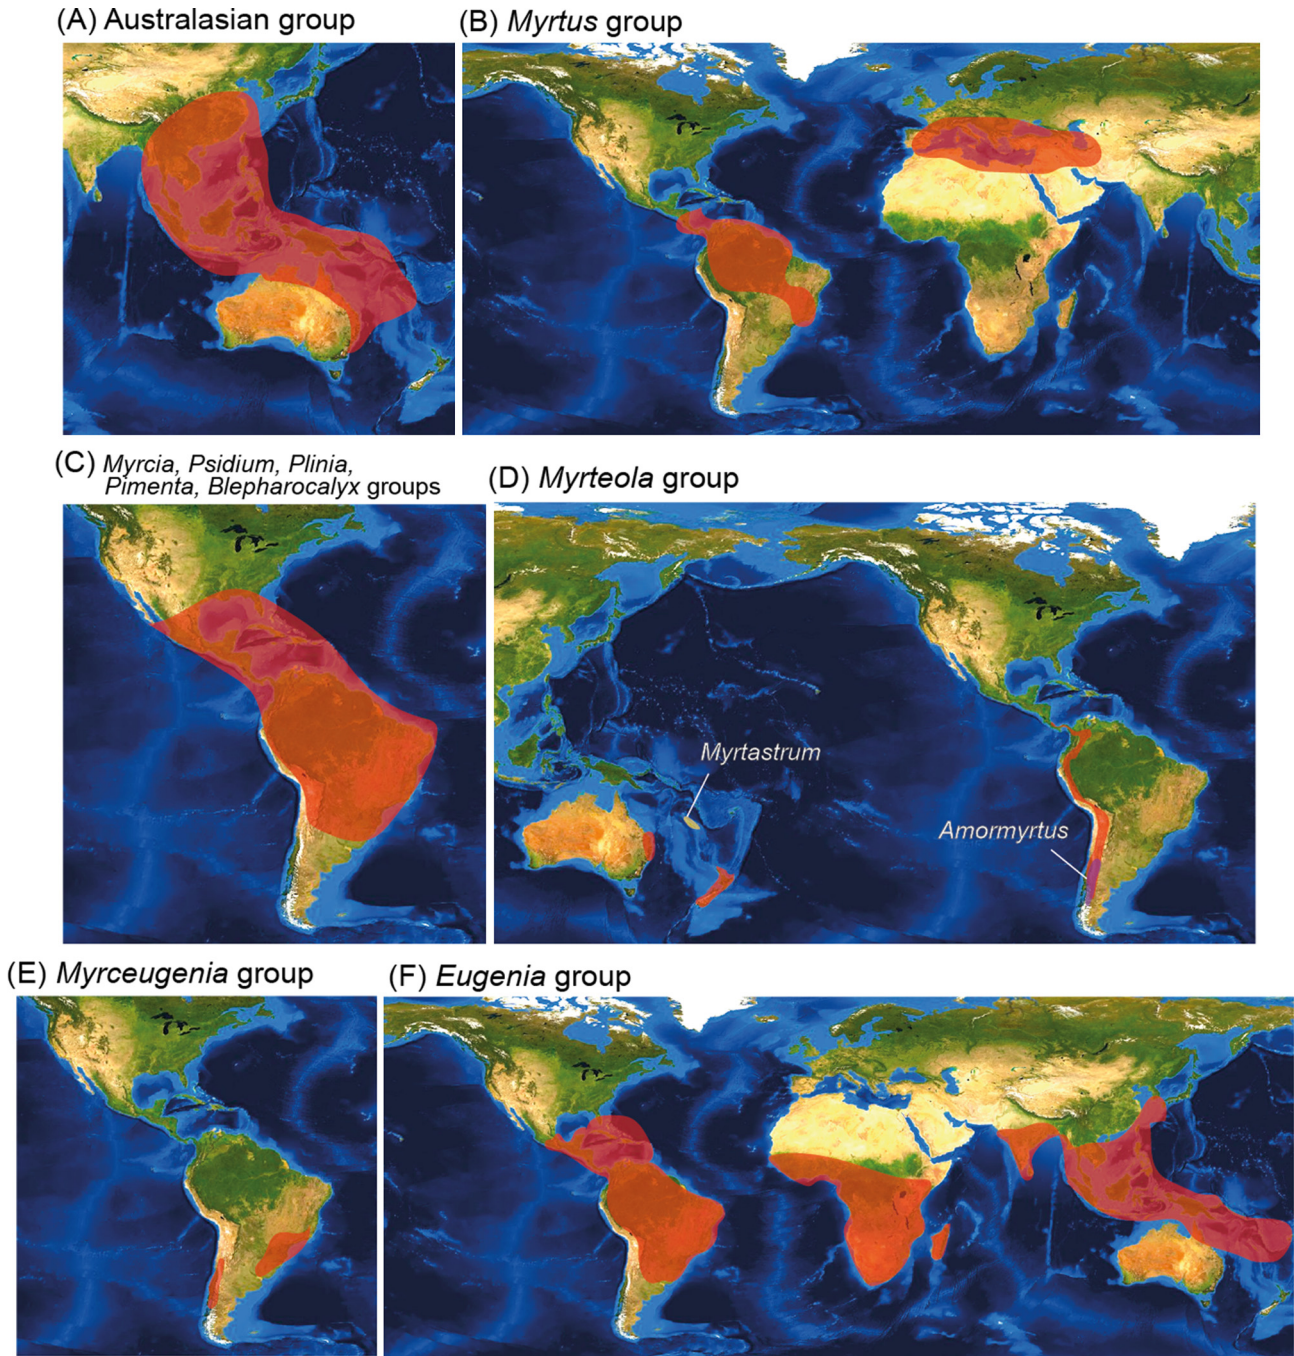 (A) Australasian group
(B) Myrtus group
(C) Myrcia, Psidium, Plinia,
Pimenta, Blepharocalyx groups
(D) Myrteola group
Myrtastrum
Amormyrtus
(E) Myrceugenia group
(F) Eugenia group